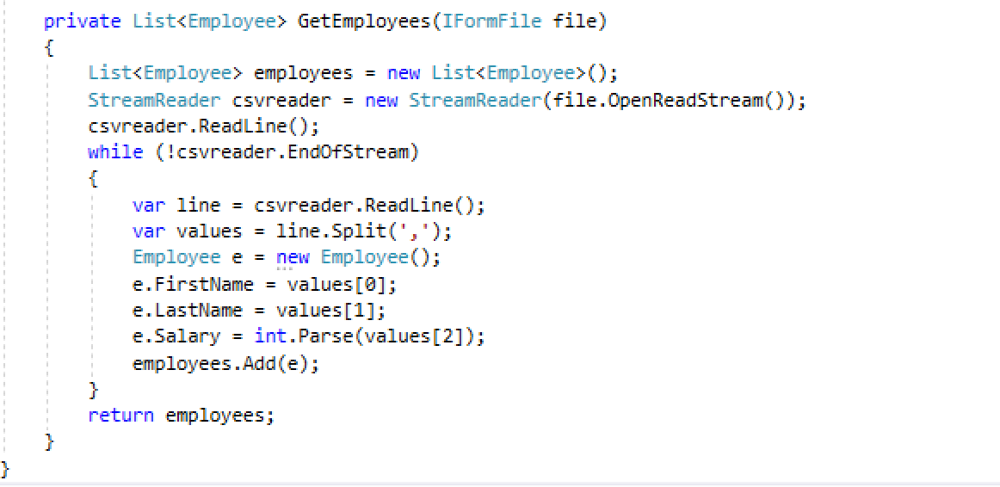 private List<Employee> GetEmployees(IFormFile file)
{
List<Employee> employees = new List<Employee>();
StreamReader csvreader = new StreamReader(file.OpenReadStream());
csvreader.ReadLine();
while (!csvreader.EndOfStream)
{
var line = csvreader.ReadLine();
var values = line.Split(',');
Employee e = new Employee();
e.FirstName = values[0];
e.LastName = values[1];
e.Salary = int.Parse(values[2]);
employees.Add(e);
}
return employees;
}
}